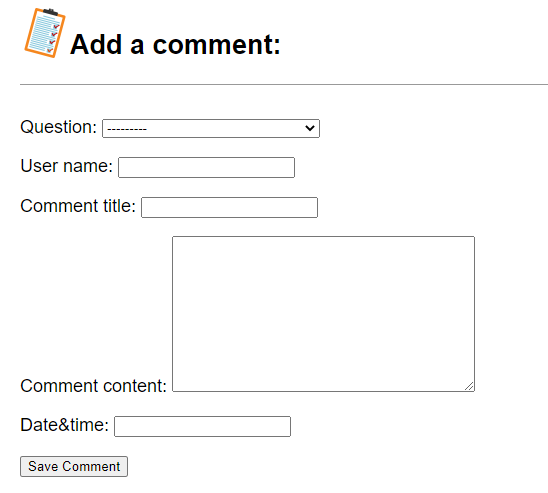 Add a comment:
Question: ---------
User name:
Comment title:
Comment content:
Date&time:
Save Comment